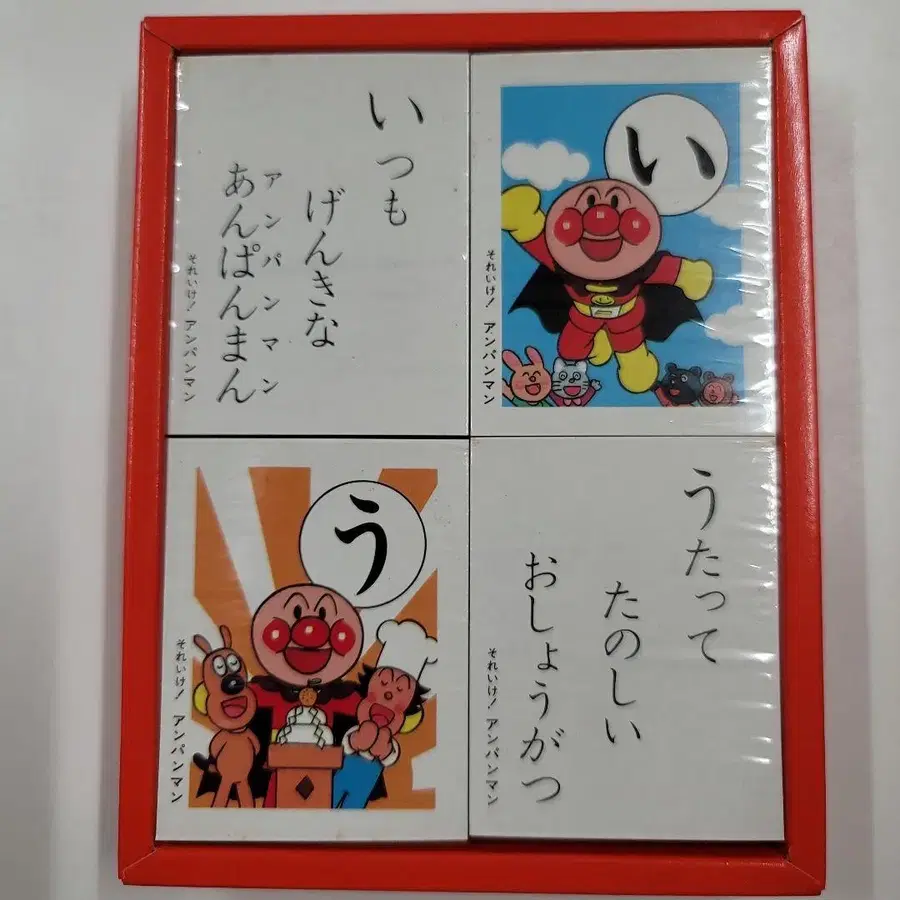 いつも
げんきな
あんぱんまん
アンパンマン
それいけ！アンパンマン
い
それいけ！アンパンマン
う
それいけ！アンパンマン
うたって
たのしい
おしょうがつ
それいけ！アンパンマン